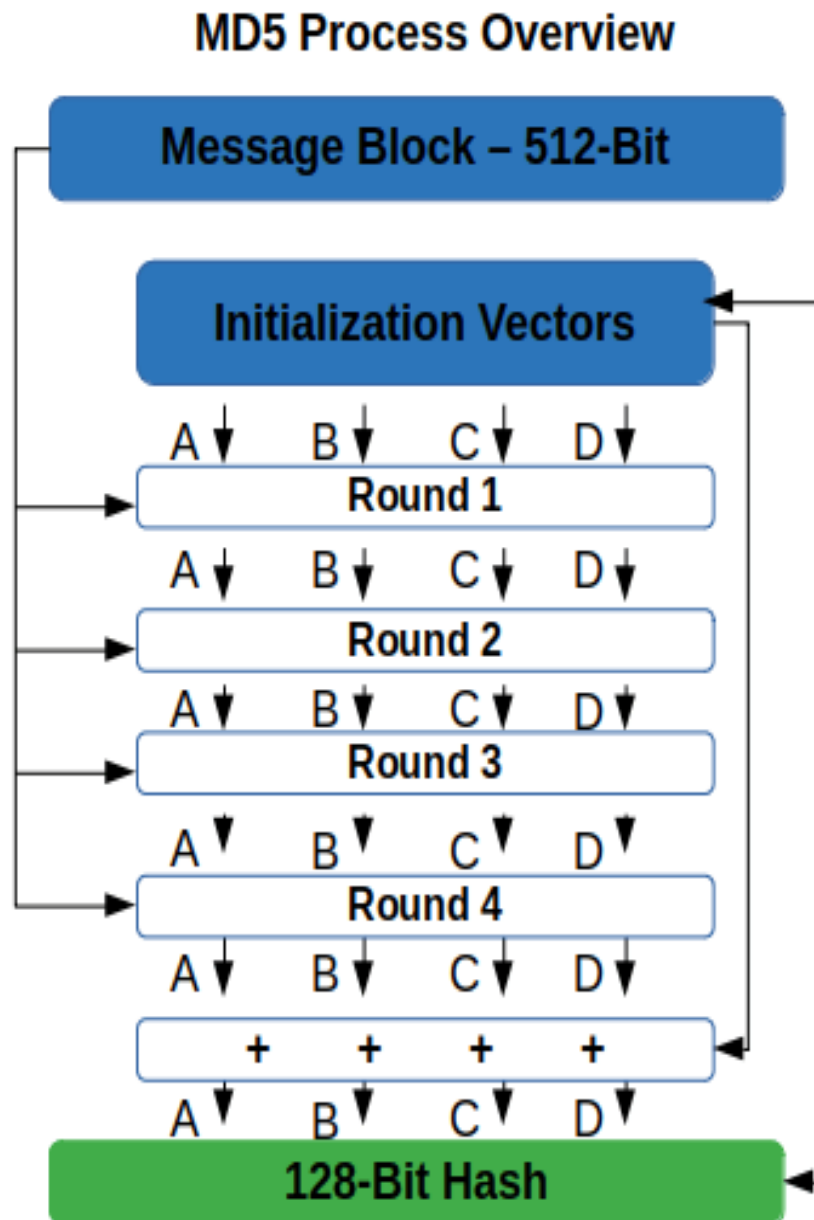 MD5 Process Overview
Message Block – 512-Bit
Initialization Vectors
A B C D
Round 1
A B C D
Round 2
A B C D
Round 3
A B C D
Round 4
A B C D
+ + + +
A B C D
128-Bit Hash